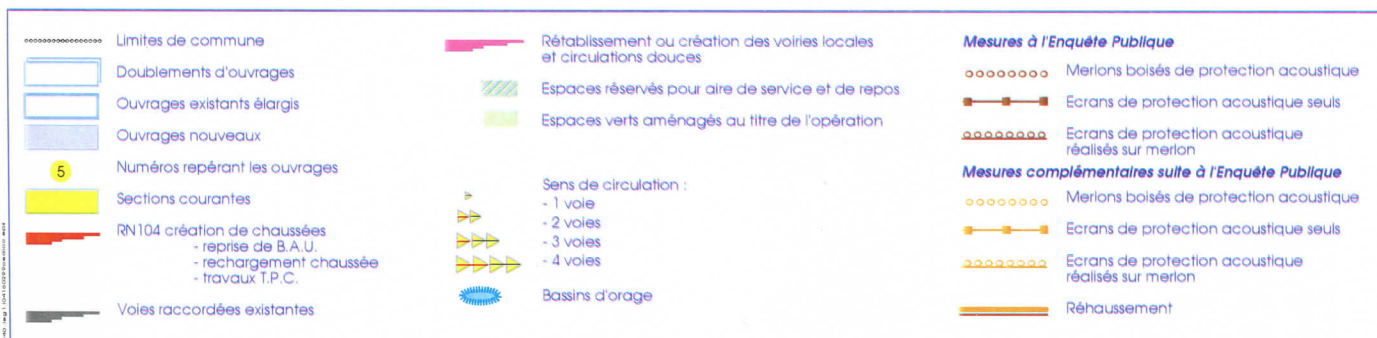 Limites de commune
Doublements d'ouvrages
Ouvrages existants élargis
Ouvrages nouveaux
5
Numéros repérant les ouvrages
Sections courantes
RN104 création de chaussées
- reprise de B.A.U.
- rechargement chaussée
- travaux T.P.C.
Voies raccordées existantes
Rétablissement ou création des voiries locales
et circulations douces
Espaces réservés pour aire de service et de repos
Espaces verts aménagés au titre de l'opération
Sens de circulation :
- 1 voie
- 2 voies
- 3 voies
- 4 voies
Bassins d'orage
Mesures à l'Enquête Publique
Merlons boisés de protection acoustique
Ecrans de protection acoustique seuls
Ecrans de protection acoustique
réalisés sur merlon
Mesures complémentaires suite à l'Enquête Publique
Merlons boisés de protection acoustique
Ecrans de protection acoustique seuls
Ecrans de protection acoustique
réalisés sur merlon
Réhaussement